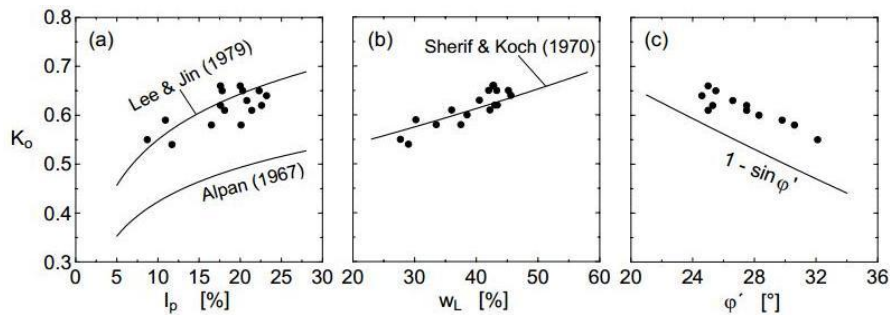 (a)
Lee & Jin (1979)
Alpan (1967)
K₀
0.8
0.7
0.6
0.5
0.4
0.3
0 5 10 15 20 25 30
Iₚ [%]
(b)
Sherif & Koch (1970)
20 30 40 50 60
w_L [%]
(c)
1 - sin φ'
20 24 28 32 36
φ´ [°]